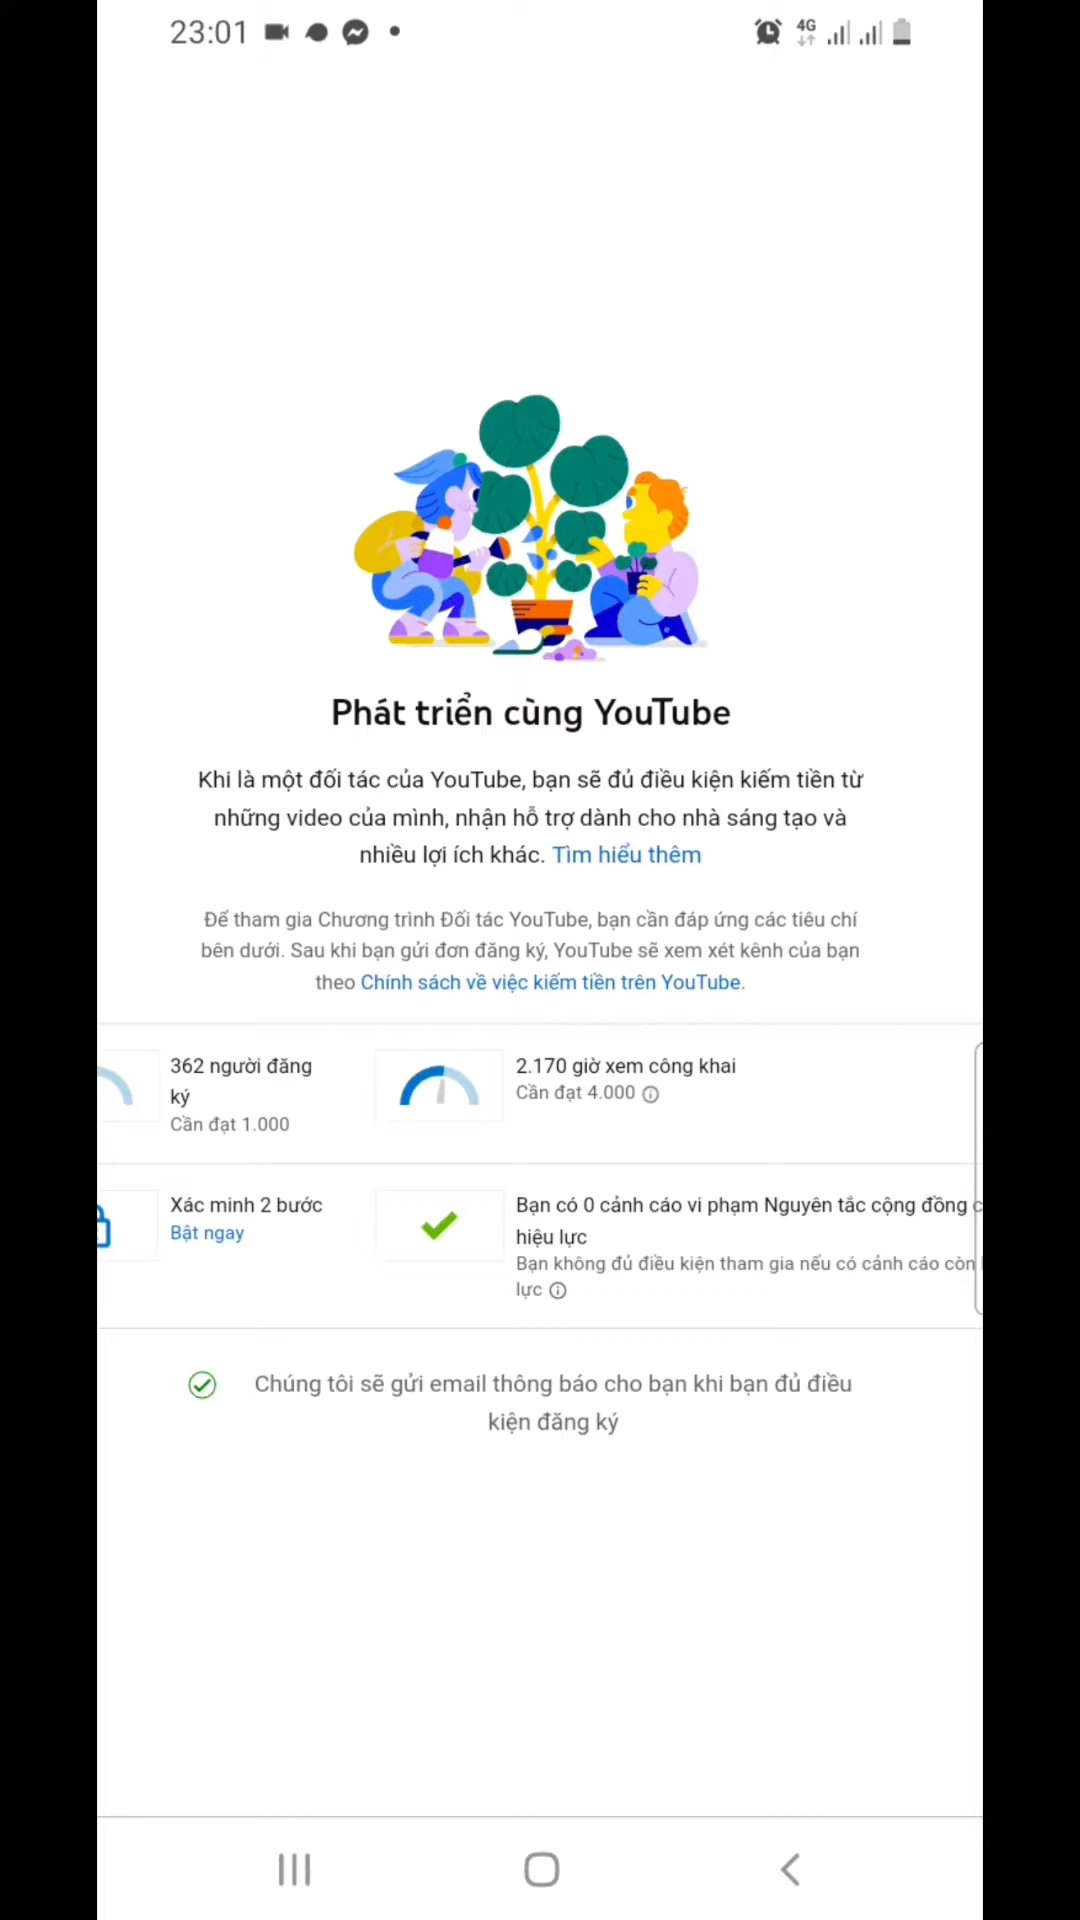 23:01
4G
Phát triển cùng YouTube
Khi là một đối tác của YouTube, bạn sẽ đủ điều kiện kiếm tiền từ
những video của mình, nhận hỗ trợ dành cho nhà sáng tạo và
nhiều lợi ích khác. Tìm hiểu thêm
Để tham gia Chương trình Đối tác YouTube, bạn cần đáp ứng các tiêu chí
bên dưới. Sau khi bạn gửi đơn đăng ký, YouTube sẽ xem xét kênh của bạn
theo Chính sách về việc kiếm tiền trên YouTube.
362 người đăng
ký
Cần đạt 1.000
2.170 giờ xem công khai
Cần đạt 4.000
Xác minh 2 bước
Bật ngay
Bạn có 0 cảnh cáo vi phạm Nguyên tắc cộng đồng
hiệu lực
Bạn không đủ điều kiện tham gia nếu có cảnh cáo còn
lực
Chúng tôi sẽ gửi email thông báo cho bạn khi bạn đủ điều
kiện đăng ký